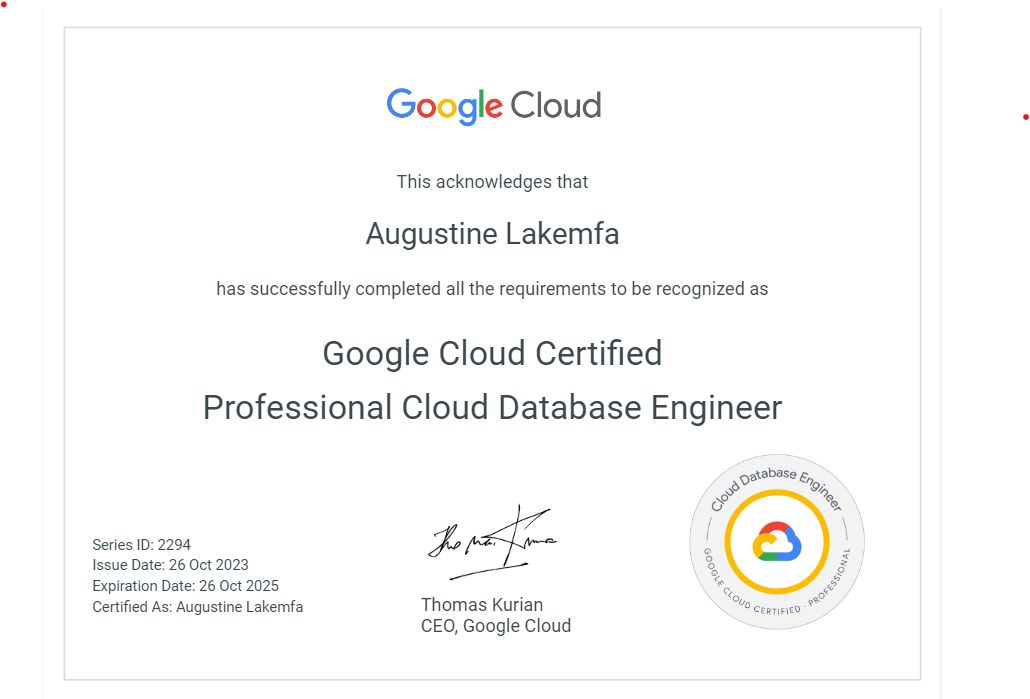 Google Cloud
This acknowledges that
Augustine Lakemfa
has successfully completed all the requirements to be recognized as
Google Cloud Certified
Professional Cloud Database Engineer
Series ID: 2294
Issue Date: 26 Oct 2023
Expiration Date: 26 Oct 2025
Certified As: Augustine Lakemfa
Thomas Kurian
CEO, Google Cloud
Cloud Database Engineer
GOOGLE CLOUD CERTIFIED · PROFESSIONAL